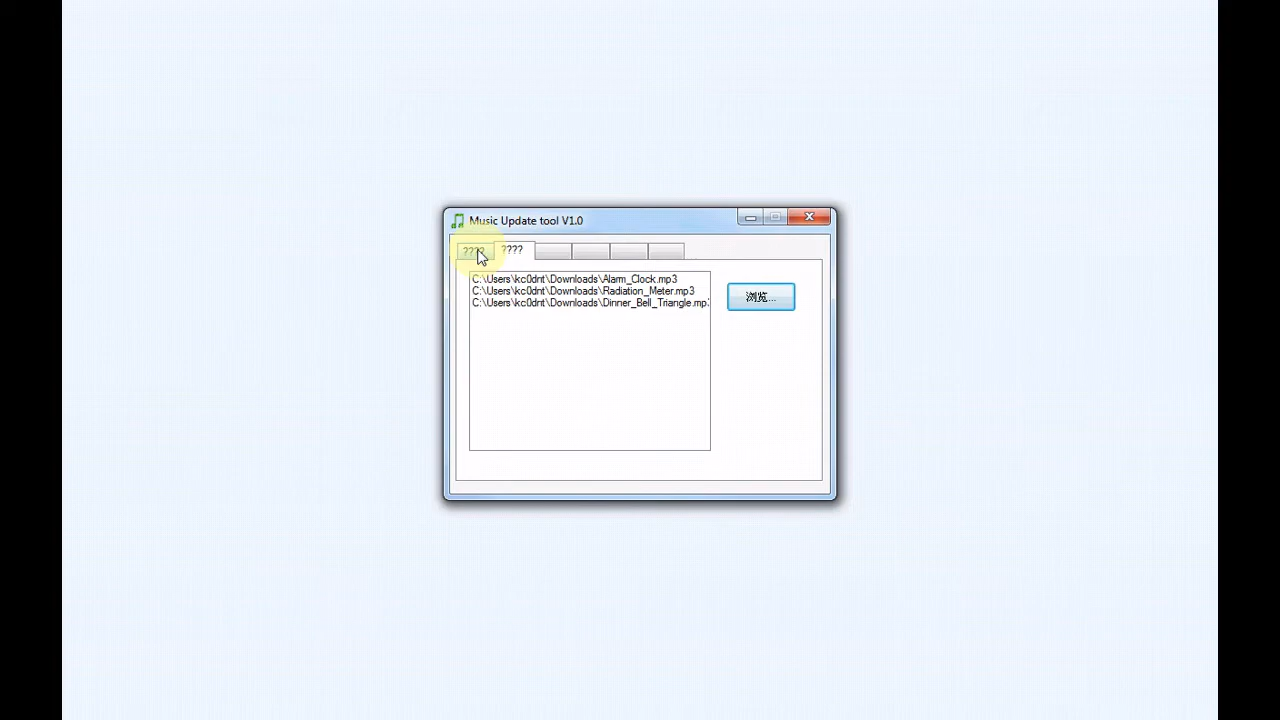 Music Update tool V1.0
???? ????
C:\Users\kc0dnt\Downloads\Alarm_Clock.mp3
C:\Users\kc0dnt\Downloads\Radiation_Meter.mp3
C:\Users\kc0dnt\Downloads\Dinner_Bell_Triangle.mp3
浏览...